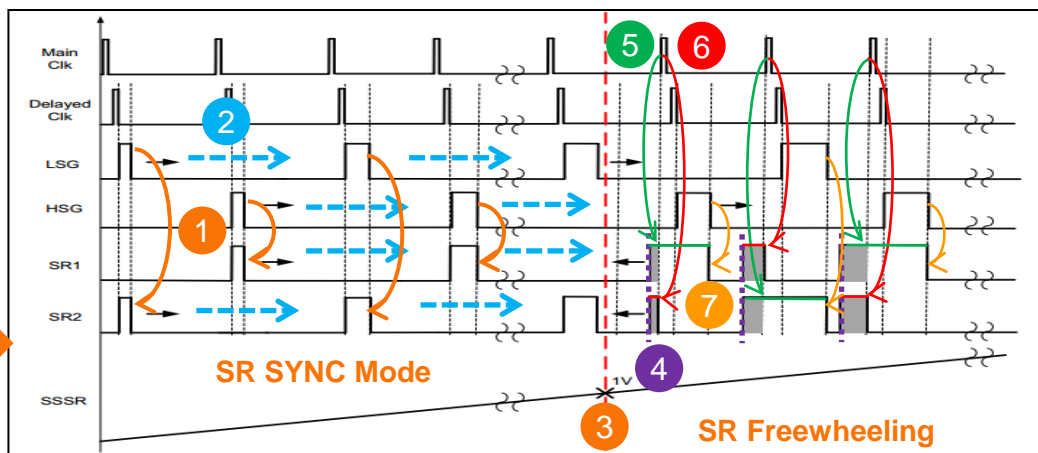 5
6
Main
Clk
Delayed
Clk
2
LSG
HSG
1
SR1
SR2
7
SR SYNC Mode
4
1V
SSSR
3
SR Freewheeling